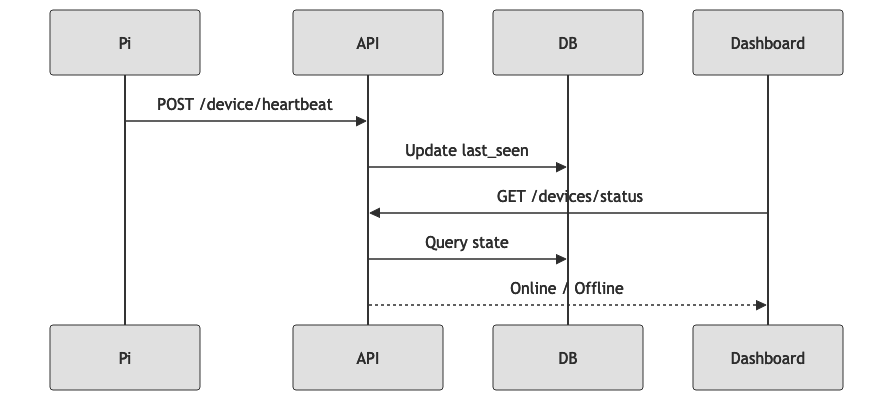 Pi
API
DB
Dashboard
POST /device/heartbeat
Update last_seen
GET /devices/status
Query state
Online / Offline
Pi
API
DB
Dashboard